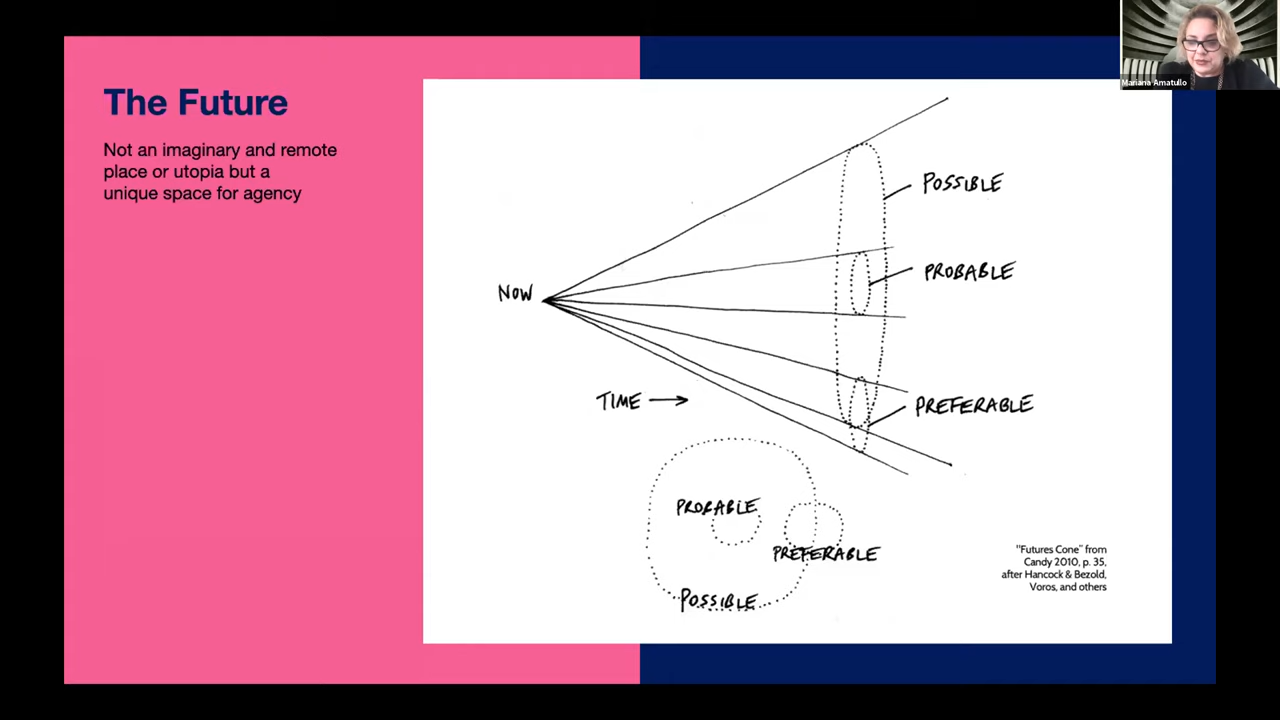 The Future
Not an imaginary and remote
place or utopia but a
unique space for agency
Mariana Amatullo
POSSIBLE
PROBABLE
NOW
TIME →
PREFERABLE
PROBABLE
PREFERABLE
POSSIBLE
"Futures Cone" from
Candy 2010, p. 35,
after Hancock & Bezold,
Voros, and others